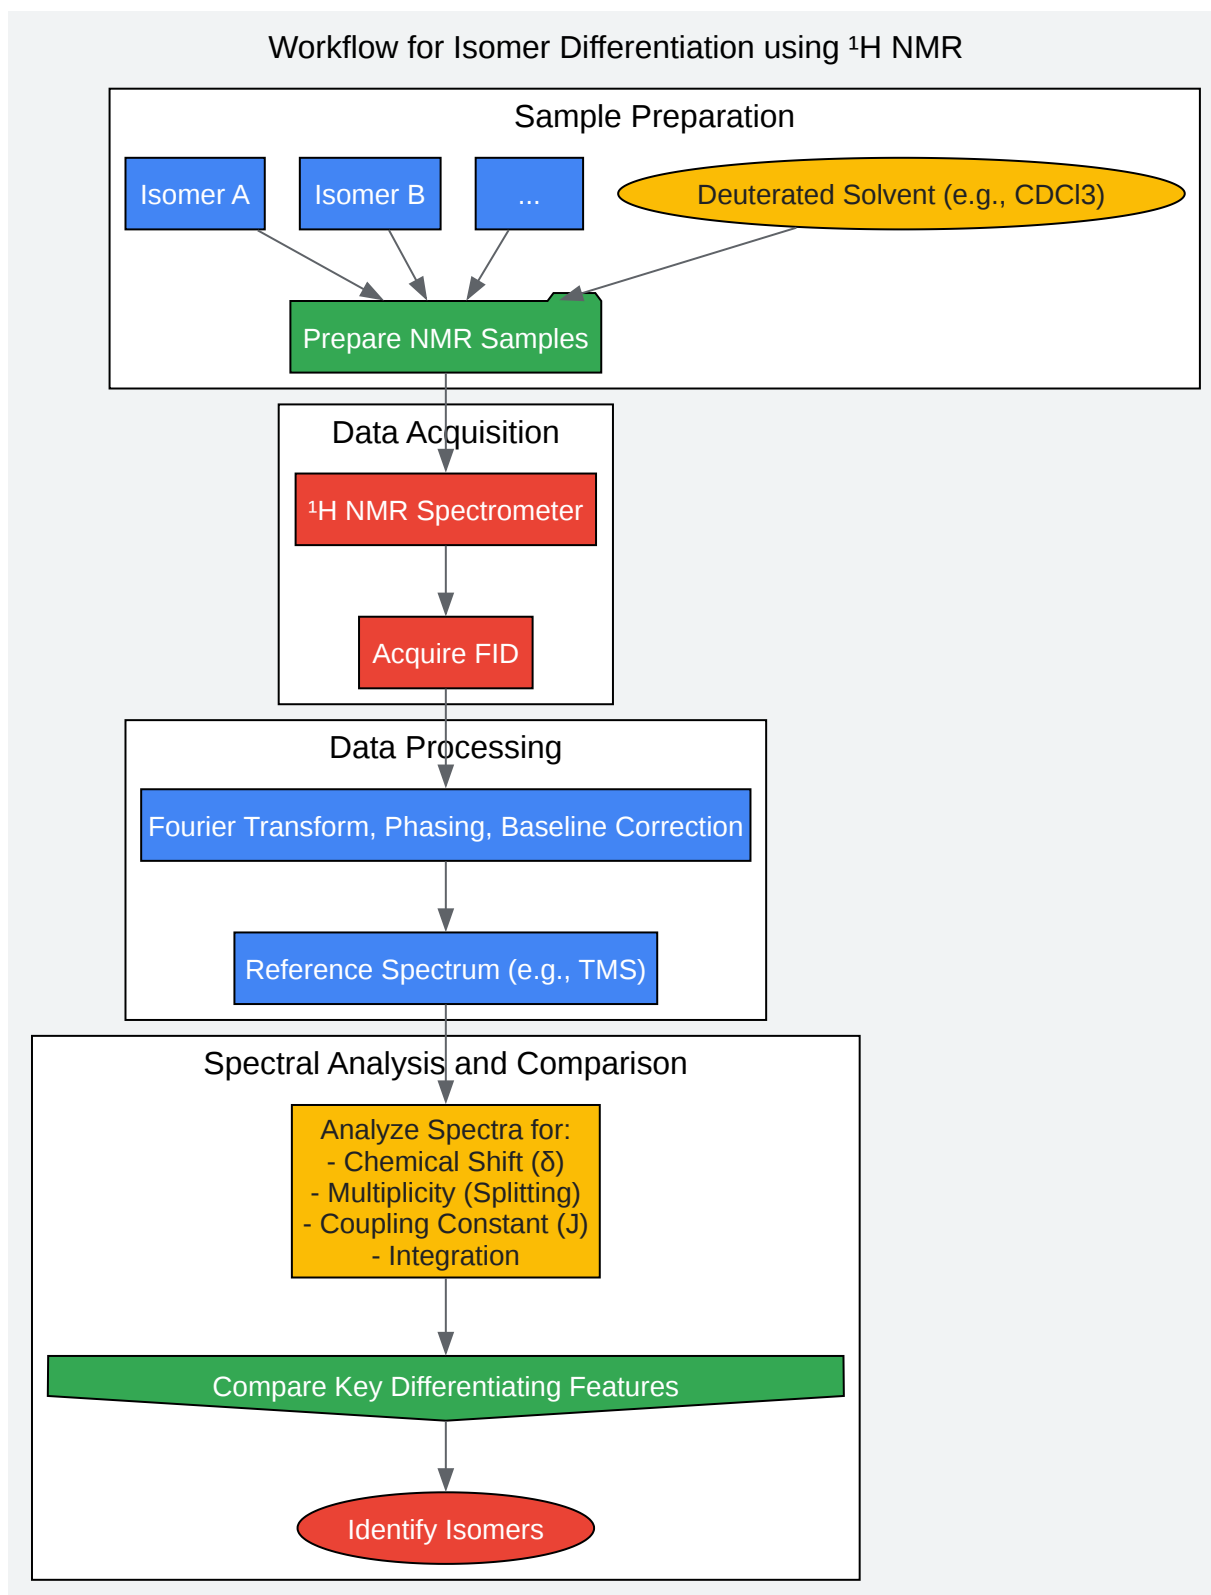 Workflow for Isomer Differentiation using ¹H NMR
Sample Preparation
Isomer A
Isomer B
...
Deuterated Solvent (e.g., CDCl3)
Prepare NMR Samples
Data Acquisition
¹H NMR Spectrometer
Acquire FID
Data Processing
Fourier Transform, Phasing, Baseline Correction
Reference Spectrum (e.g., TMS)
Spectral Analysis and Comparison
Analyze Spectra for:
- Chemical Shift (δ)
- Multiplicity (Splitting)
- Coupling Constant (J)
- Integration
Compare Key Differentiating Features
Identify Isomers